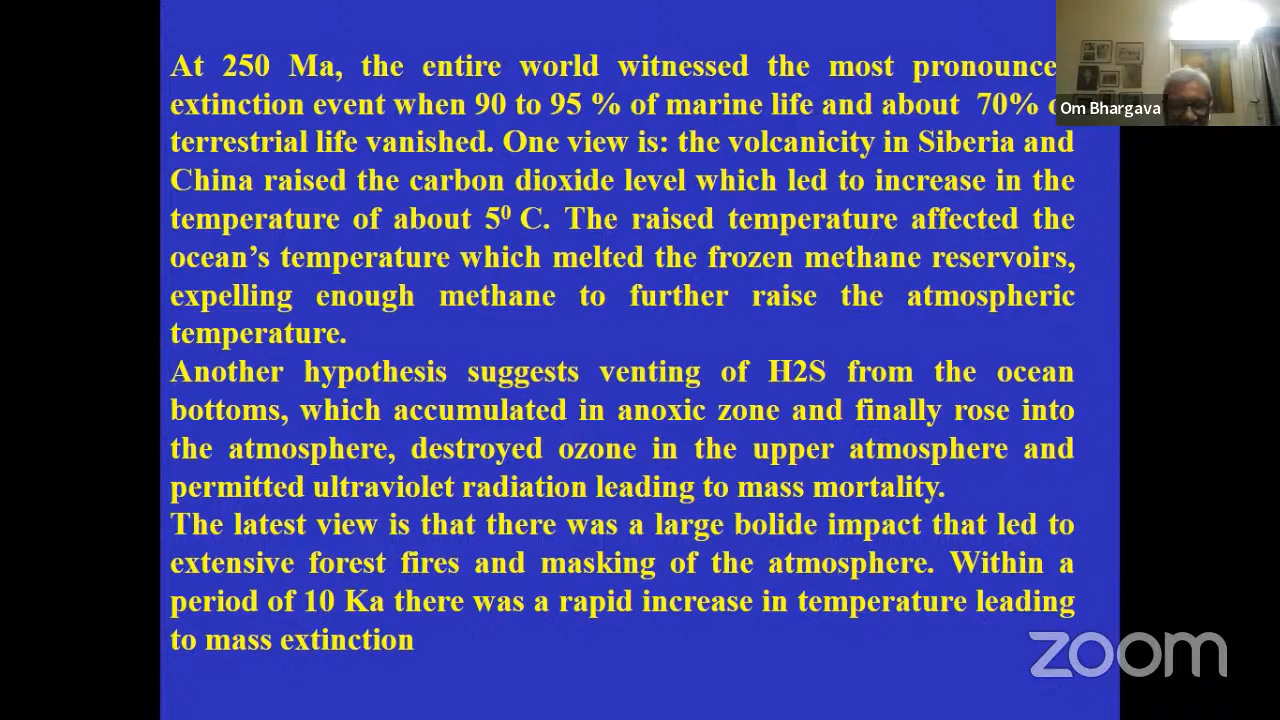 At 250 Ma, the entire world witnessed the most pronounce
extinction event when 90 to 95 % of marine life and about 70%
terrestrial life vanished. One view is: the volcanicity in Siberia and
China raised the carbon dioxide level which led to increase in the
temperature of about 5⁰ C. The raised temperature affected the
ocean's temperature which melted the frozen methane reservoirs,
expelling enough methane to further raise the atmospheric
temperature.
Another hypothesis suggests venting of H2S from the ocean
bottoms, which accumulated in anoxic zone and finally rose into
the atmosphere, destroyed ozone in the upper atmosphere and
permitted ultraviolet radiation leading to mass mortality.
The latest view is that there was a large bolide impact that led to
extensive forest fires and masking of the atmosphere. Within a
period of 10 Ka there was a rapid increase in temperature leading
to mass extinction
Om Bhargava
zoom